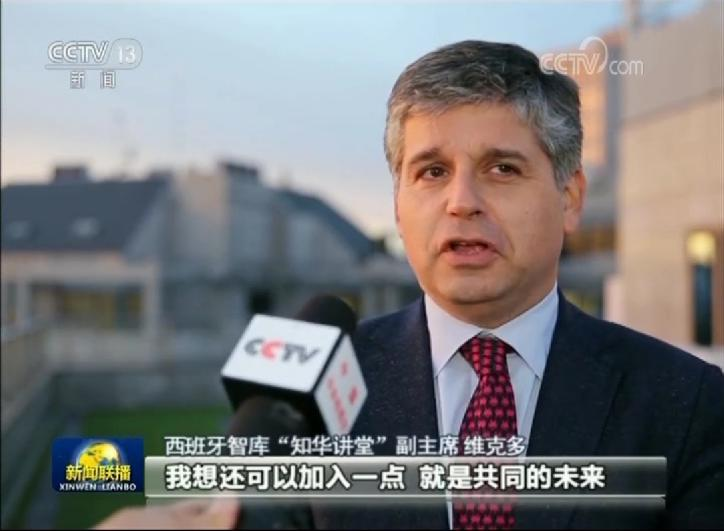 CCTV 13
新闻
CCTV.com
CCTV
西班牙智库“知华讲堂”副主席 维克多
新闻联播
XINWEN LIANBO
我想还可以加入一点 就是共同的未来